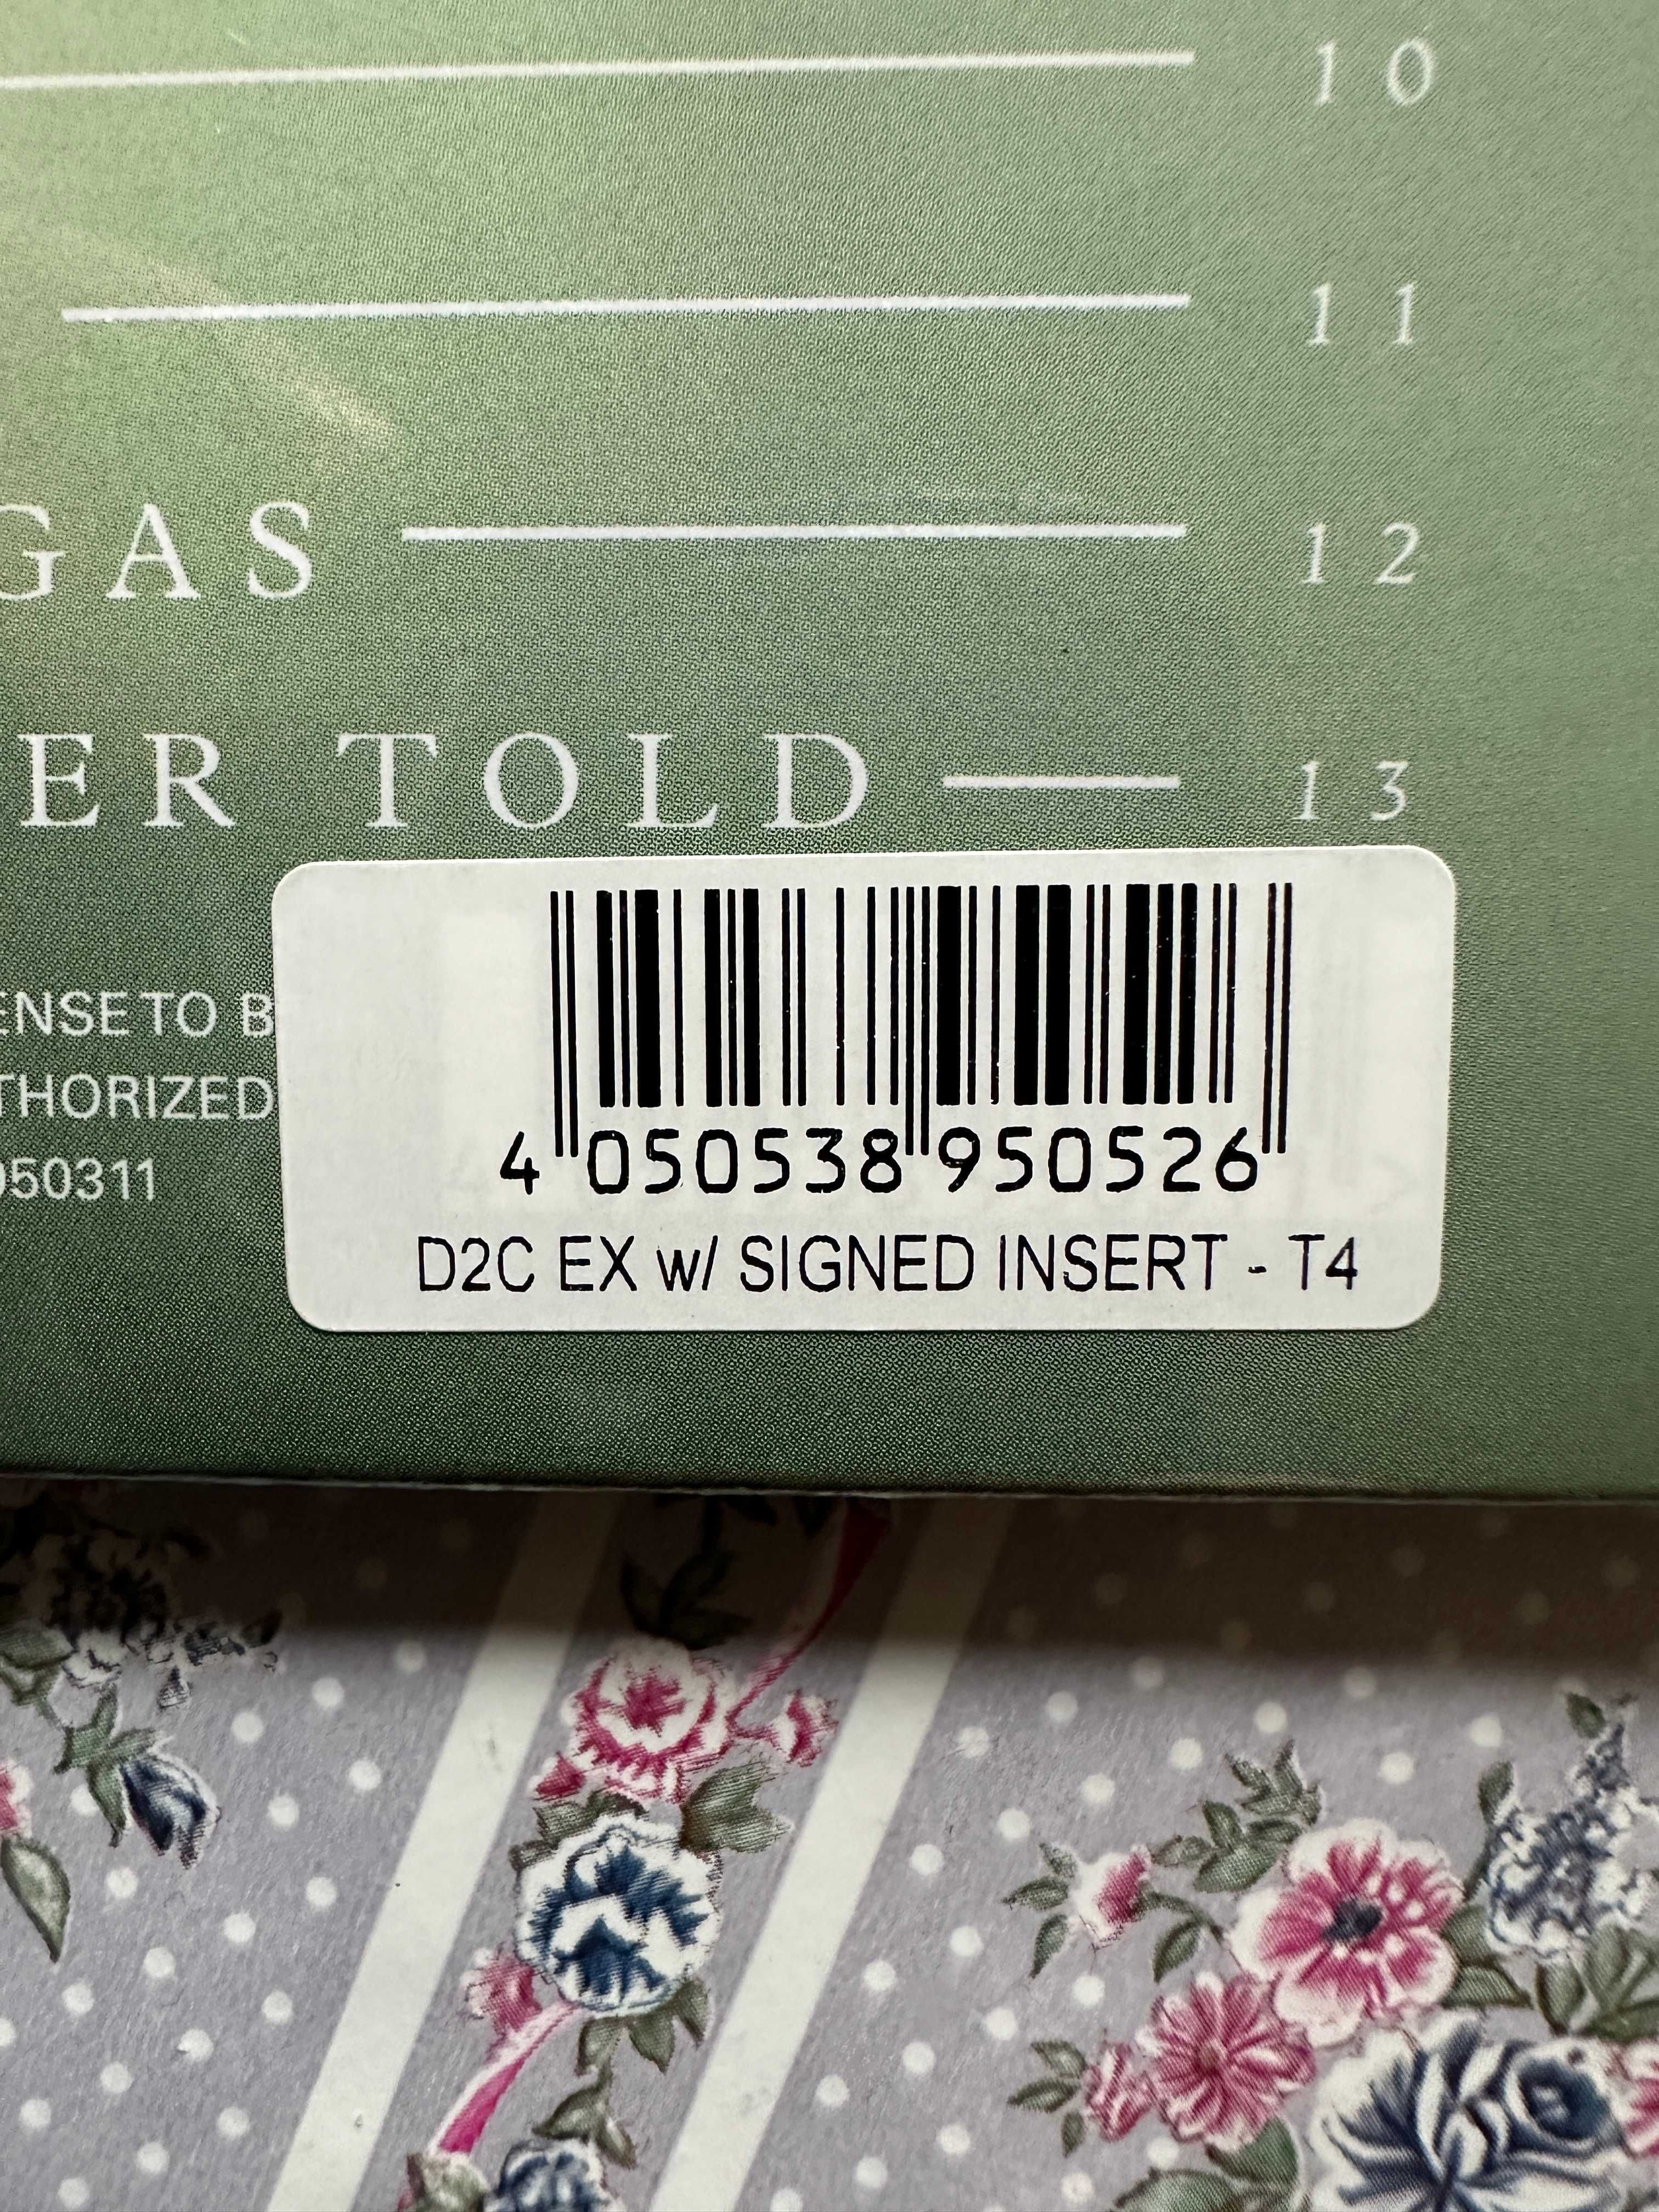 10
11
GAS 12
ER TOLD 13
ENSE TO B
THORIZED
050311
4 050538 950526
D2C EX w/ SIGNED INSERT - T4